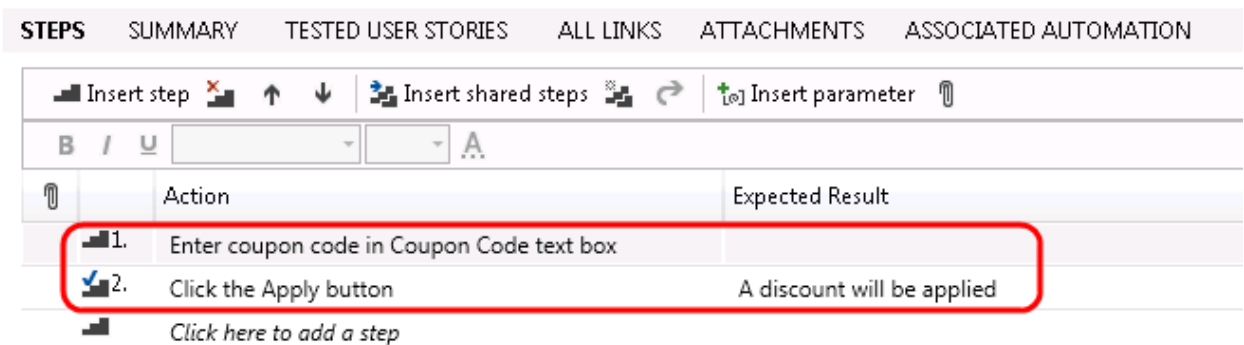 STEPS SUMMARY TESTED USER STORIES ALL LINKS ATTACHMENTS ASSOCIATED AUTOMATION
Insert step Insert shared steps Insert parameter
B I U A
Action Expected Result
1. Enter coupon code in Coupon Code text box
2. Click the Apply button A discount will be applied
Click here to add a step